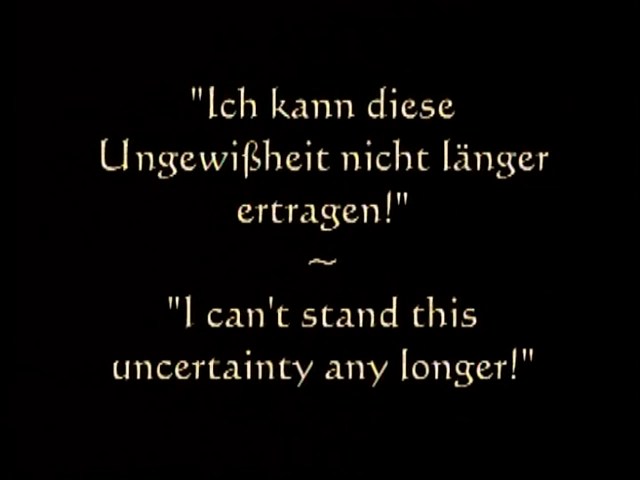 "Ich kann diese
Ungewißheit nicht länger
ertragen!"
~
"I can't stand this
uncertainty any longer!"